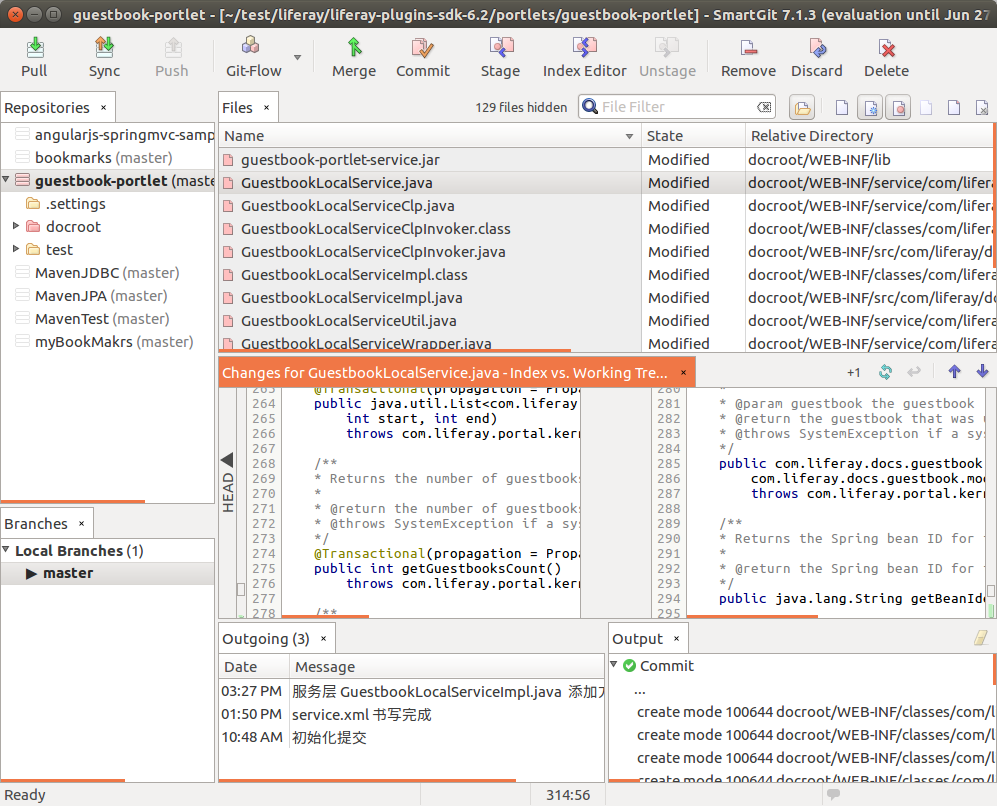 guestbook-portlet - [~/test/liferay/liferay-plugins-sdk-6.2/portlets/guestbook-portlet] - SmartGit 7.1.3 (evaluation until Jun 27
Pull Sync Push Git-Flow Merge Commit Stage Index Editor Unstage Remove Discard Delete
Repositories ×
angularjs-springmvc-samp
bookmarks (master)
guestbook-portlet (maste
.settings
docroot
test
MavenJDBC (master)
MavenJPA (master)
MavenTest (master)
myBookMakrs (master)
Branches ×
Local Branches (1)
master
Files × 129 files hidden File Filter
Name State Relative Directory
guestbook-portlet-service.jar Modified docroot/WEB-INF/lib
GuestbookLocalService.java Modified docroot/WEB-INF/service/com/lifera
GuestbookLocalServiceClp.java Modified docroot/WEB-INF/service/com/lifera
GuestbookLocalServiceClpInvoker.class Modified docroot/WEB-INF/classes/com/lifera
GuestbookLocalServiceClpInvoker.java Modified docroot/WEB-INF/src/com/liferay/d
GuestbookLocalServiceImpl.class Modified docroot/WEB-INF/classes/com/lifera
GuestbookLocalServiceImpl.java Modified docroot/WEB-INF/src/com/liferay/do
GuestbookLocalServiceUtil.java Modified docroot/WEB-INF/service/com/lifera
GuestbookLocalServiceWrapper.java Modified docroot/WEB-INF/service/com/lifera
Changes for GuestbookLocalService.java - Index vs. Working Tre... × +1
HEAD
263 @Transactional(propagation = Propa
264 public java.util.List<com.liferay
265 int start, int end)
266 throws com.liferay.portal.kern
267
268 /**
269 * Returns the number of guestbooks
270 *
271 * @return the number of guestbooks
272 * @throws SystemException if a sys
273 */
274 @Transactional(propagation = Propa
275 public int getGuestbooksCount()
276 throws com.liferay.portal.kern
277
278 /**
280 *
281 * @param guestbook the guestbook
282 * @return the guestbook that was u
283 * @throws SystemException if a sys
284 */
285 public com.liferay.docs.guestbook
286 com.liferay.docs.guestbook.mod
287 throws com.liferay.portal.kern
288
289 /**
290 * Returns the Spring bean ID for t
291 *
292 * @return the Spring bean ID for t
293 */
294 public java.lang.String getBeanIde
295
Outgoing (3) ×
Date Message
03:27 PM 服务层 GuestbookLocalServiceImpl.java 添加方
01:50 PM service.xml 书写完成
10:48 AM 初始化提交
Output ×
Commit
...
create mode 100644 docroot/WEB-INF/classes/com/l
create mode 100644 docroot/WEB-INF/classes/com/l
create mode 100644 docroot/WEB-INF/classes/com/l
create mode 100644 docroot/WEB-INF/classes/com/l
Ready 314:56